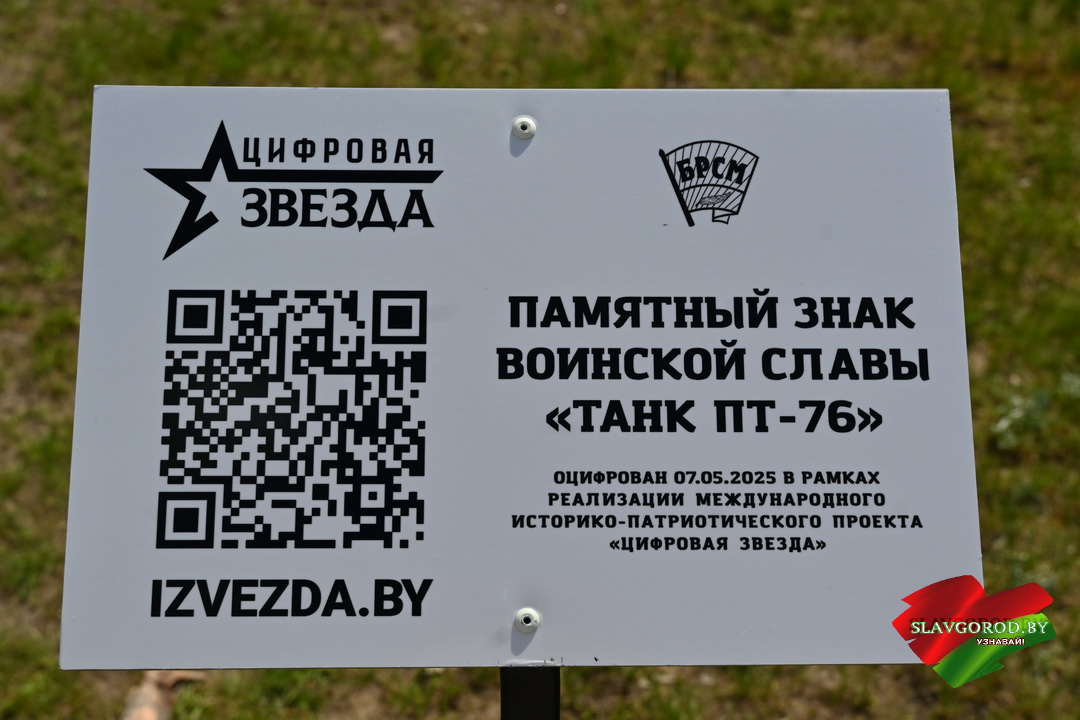 ЦИФРОВАЯ
ЗВЕЗДА
БРСМ
ПАМЯТНЫЙ ЗНАК
ВОИНСКОЙ СЛАВЫ
«ТАНК ПТ-76»
ОЦИФРОВАН 07.05.2025 В РАМКАХ
РЕАЛИЗАЦИИ МЕЖДУНАРОДНОГО
ИСТОРИКО-ПАТРИОТИЧЕСКОГО ПРОЕКТА
«ЦИФРОВАЯ ЗВЕЗДА»
IZVEZDA.BY
SLAVGOROD.BY
УЗНАВАЙ!